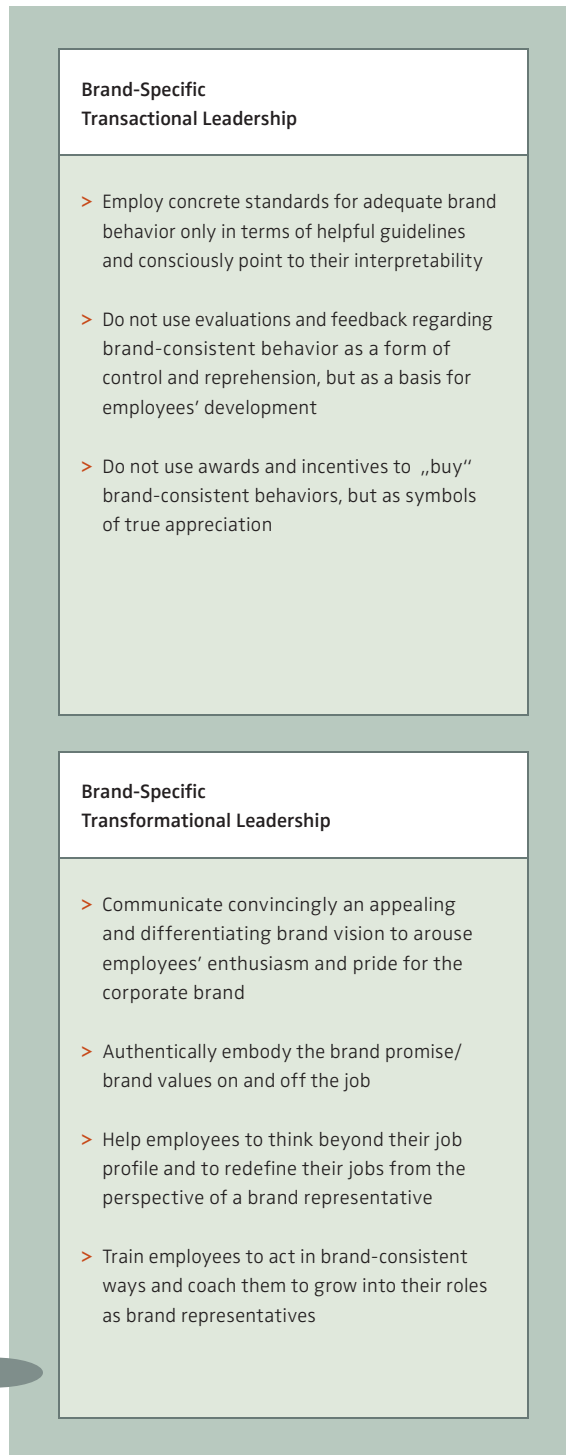 Brand-Specific
Transactional Leadership
> Employ concrete standards for adequate brand
behavior only in terms of helpful guidelines
and consciously point to their interpretability
> Do not use evaluations and feedback regarding
brand-consistent behavior as a form of
control and reprehension, but as a basis for
employees’ development
> Do not use awards and incentives to „buy“
brand-consistent behaviors, but as symbols
of true appreciation
Brand-Specific
Transformational Leadership
> Communicate convincingly an appealing
and differentiating brand vision to arouse
employees’ enthusiasm and pride for the
corporate brand
> Authentically embody the brand promise/
brand values on and off the job
> Help employees to think beyond their job
profile and to redefine their jobs from the
perspective of a brand representative
> Train employees to act in brand-consistent
ways and coach them to grow into their roles
as brand representatives